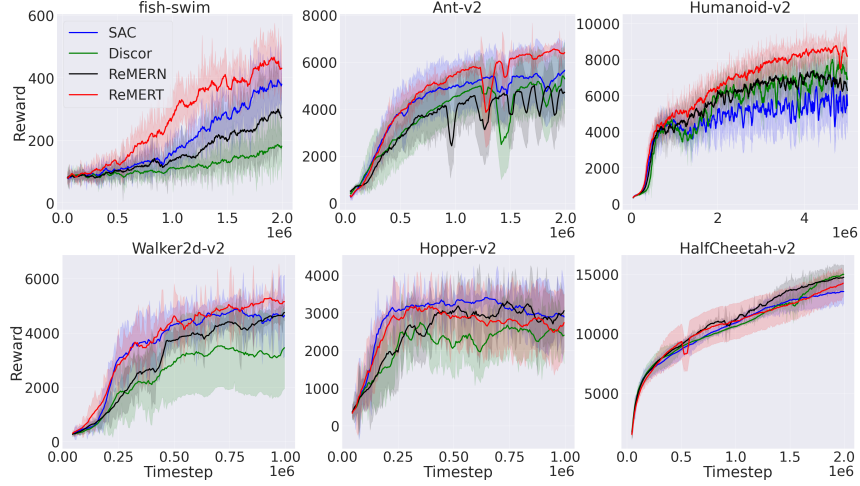 fish-swim
Ant-v2
Humanoid-v2
SAC
Discor
ReMERN
ReMERT
Reward
600
400
200
0
0.0 0.5 1.0 1.5 2.0
1e6
8000
6000
4000
2000
0
0.0 0.5 1.0 1.5 2.0
1e6
10000
8000
6000
4000
2000
0
0 2 4
1e6
Walker2d-v2
Hopper-v2
HalfCheetah-v2
Reward
6000
4000
2000
0
0.00 0.25 0.50 0.75 1.00
Timestep
1e6
4000
3000
2000
1000
0
0.00 0.25 0.50 0.75 1.00
Timestep
1e6
15000
10000
5000
0.0 0.5 1.0 1.5 2.0
Timestep
1e6